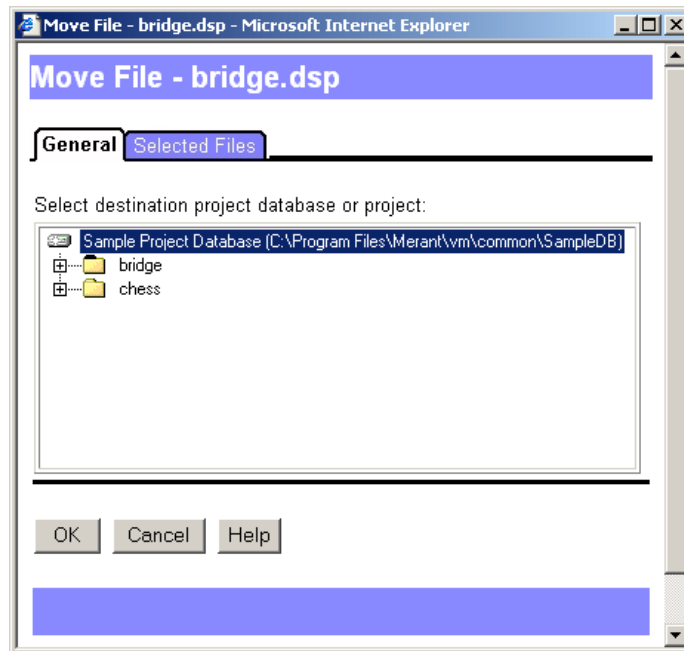 Move File - bridge.dsp - Microsoft Internet Explorer
Move File - bridge.dsp
General Selected Files
Select destination project database or project:
Sample Project Database (C:\Program Files\Merant\vm\common\SampleDB)
bridge
chess
OK Cancel Help